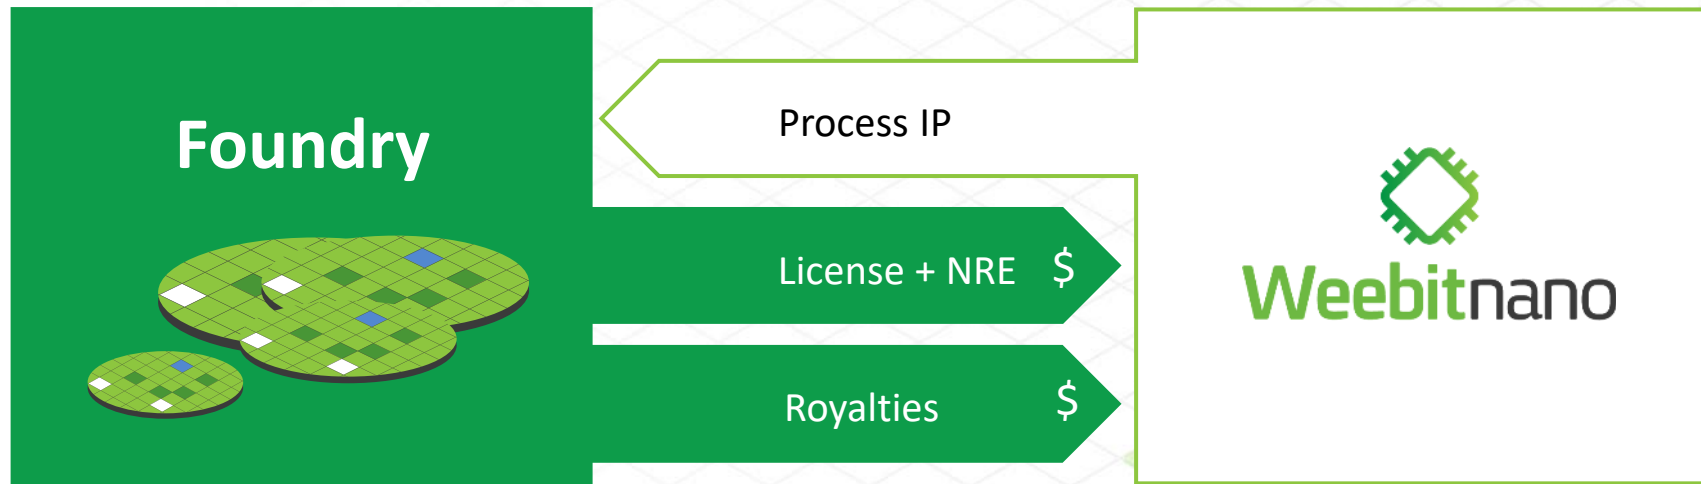 Foundry
Process IP
License + NRE $
Royalties $
Weebitnano